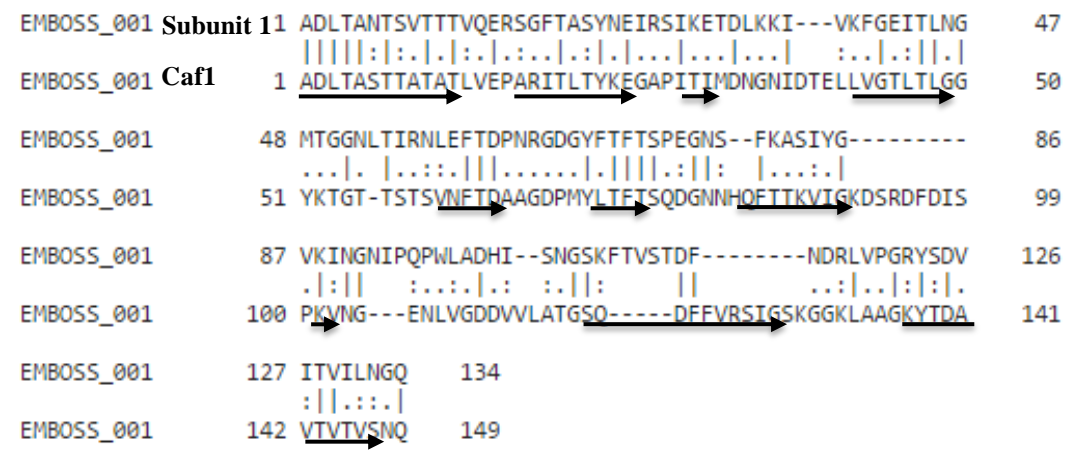 EMBOSS_001 Subunit 1 1 ADLTANTSVTTTVQERSGFTASYNEIRSIKETDLKKI---VKFGEITLNG 47
|||||:|:.|.|:.|.:..|.:.|.|...|...|...| :..|.:||.|
EMBOSS_001 Caf1 1 ADLTASTTATATLVEPARITLTYKEGAPITIMDNGNIDTELLVGTLTLGG 50
EMBOSS_001 48 MTGGNLTIRNLEFTDPNRGDGYFTFTSPEGNS--FKASIYG--------- 86
...|. |..::.|||......|.||||.:||: |...:.|
EMBOSS_001 51 YKTGT-TSTSVNFTDAAGDPMYLTFTSQDGNNHQFTTKVIGKDSRDFDIS 99
EMBOSS_001 87 VKINGNIPQPWLADHI--SNGSKFTVSTDF--------NDRLVPGRYSDV 126
.|:|| :..:.|.: :.||: || ..:|..|:|:|.
EMBOSS_001 100 PKVNG---ENLVGDDVVLATGSQ-----DFFVRSIGSKGGKLAAGKYTDA 141
EMBOSS_001 127 ITVILNGQ 134
:||.::.|
EMBOSS_001 142 VTVTVSNQ 149